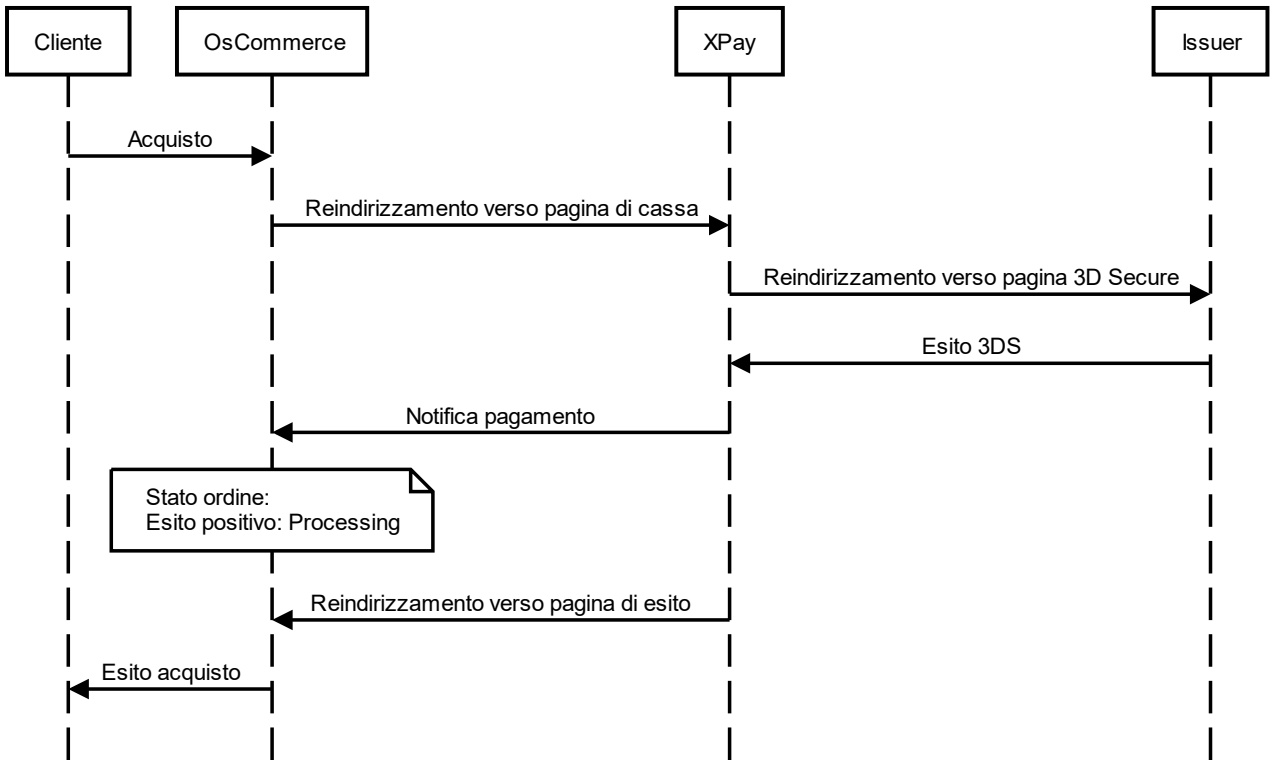 Cliente
OsCommerce
XPay
Issuer
Acquisto
Reindirizzamento verso pagina di cassa
Reindirizzamento verso pagina 3D Secure
Esito 3DS
Notifica pagamento
Stato ordine:
Esito positivo: Processing
Reindirizzamento verso pagina di esito
Esito acquisto